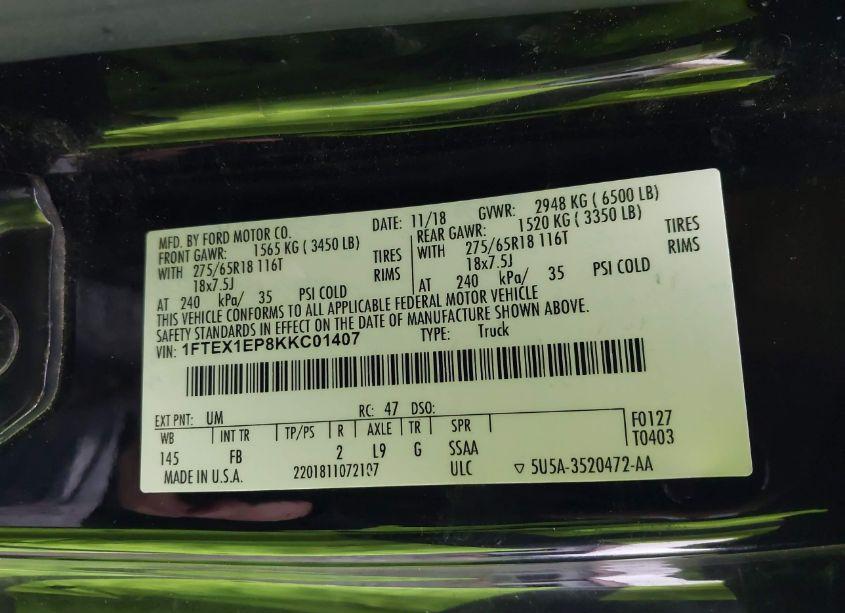 MFD. BY FORD MOTOR CO. DATE: 11/18 GVWR: 2948 KG ( 6500 LB)
FRONT GAWR: 1565 KG ( 3450 LB) REAR GAWR: 1520 KG ( 3350 LB)
WITH 275/65R18 116T TIRES WITH 275/65R18 116T TIRES
18x7.5J RIMS 18x7.5J RIMS
AT 240 kPa/ 35 PSI COLD AT 240 kPa/ 35 PSI COLD
THIS VEHICLE CONFORMS TO ALL APPLICABLE FEDERAL MOTOR VEHICLE
SAFETY STANDARDS IN EFFECT ON THE DATE OF MANUFACTURE SHOWN ABOVE.
VIN: 1FTEX1EP8KKC01407 TYPE: Truck
EXT PNT: UM RC: 47 DSO:
WB INT TR TP/PS R AXLE TR SPR F0127
145 FB 2 L9 G SSAA T0403
MADE IN U.S.A. 2201811072107 ULC ▽ 5U5A-3520472-AA